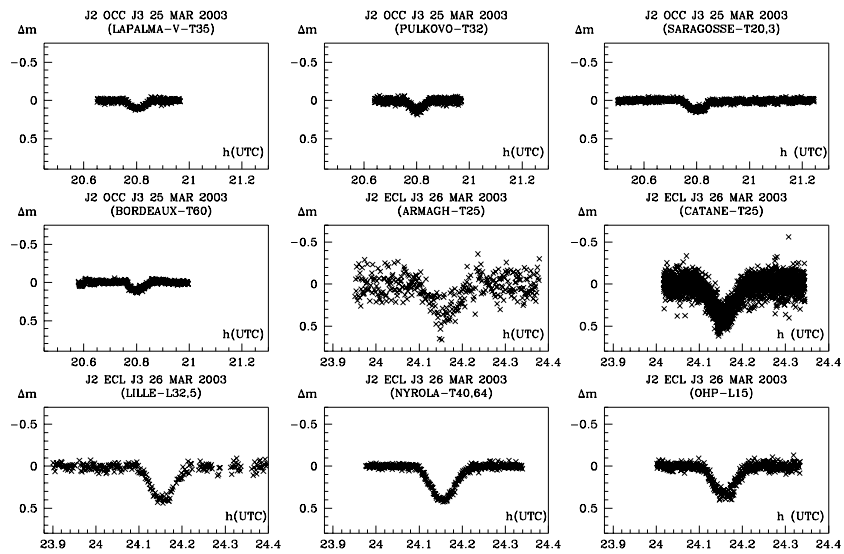 J2 OCC J3 25 MAR 2003
(LAPALMA-V-T35)
Δm
-0.5
0
0.5
h(UTC)
20.6 20.8 21 21.2
J2 OCC J3 25 MAR 2003
(PULKOVO-T32)
Δm
-0.5
0
0.5
h(UTC)
20.6 20.8 21 21.2
J2 OCC J3 25 MAR 2003
(SARAGOSSE-T20,3)
Δm
-0.5
0
0.5
h (UTC)
20.6 20.8 21 21.2
J2 OCC J3 25 MAR 2003
(BORDEAUX-T60)
Δm
-0.5
0
0.5
h(UTC)
20.6 20.8 21 21.2
J2 ECL J3 26 MAR 2003
(ARMAGH-T25)
Δm
-0.5
0
0.5
h(UTC)
23.9 24 24.1 24.2 24.3 24.4
J2 ECL J3 26 MAR 2003
(CATANE-T25)
Δm
-0.5
0
0.5
h (UTC)
23.9 24 24.1 24.2 24.3 24.4
J2 ECL J3 26 MAR 2003
(LILLE-L32,5)
Δm
-0.5
0
0.5
h(UTC)
23.9 24 24.1 24.2 24.3 24.4
J2 ECL J3 26 MAR 2003
(NYROLA-T40,64)
Δm
-0.5
0
0.5
h(UTC)
23.9 24 24.1 24.2 24.3 24.4
J2 ECL J3 26 MAR 2003
(OHP-L15)
Δm
-0.5
0
0.5
h(UTC)
23.9 24 24.1 24.2 24.3 24.4